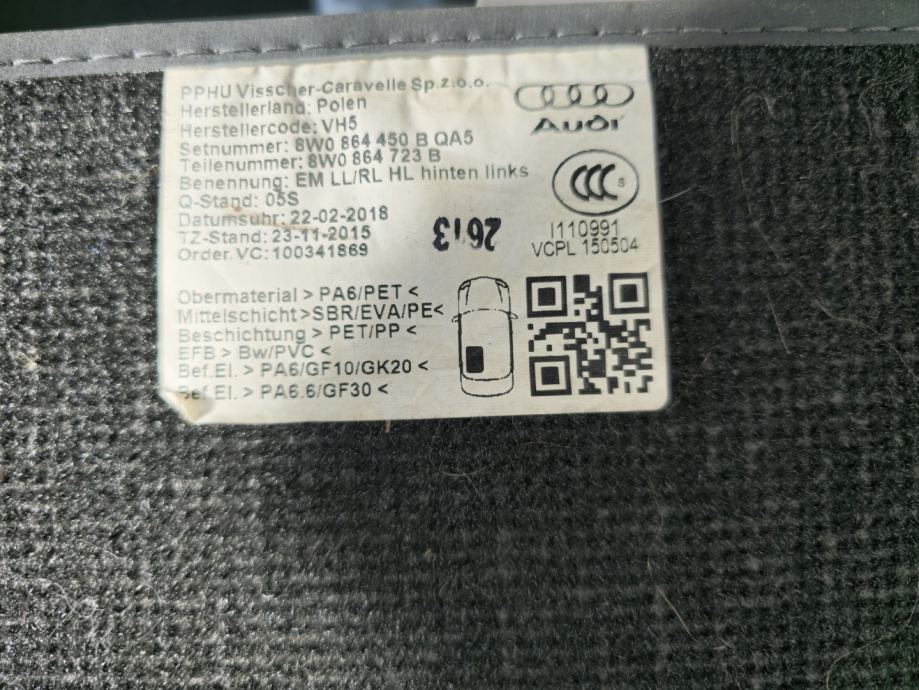 PPHU Visscher-Caravelle Sp.z.o.o.
Herstellerland: Polen
Herstellercode: VH5
Setnummer: 8W0 864 450 B QA5
Teilenummer: 8W0 864 723 B
Benennung: EM LL/RL HL hinten links
Q-Stand: 05S
Datumsuhr: 22-02-2018
TZ-Stand: 23-11-2015
Order.VC: 100341869
Audi
CCC S
I110991
VCPL 150504
2613
Obermaterial > PA6/PET <
Mittelschicht >SBR/EVA/PE<
Beschichtung > PET/PP <
EFB > Bw/PVC <
Bef.El. > PA6/GF10/GK20 <
Bef.El. > PA6.6/GF30 <